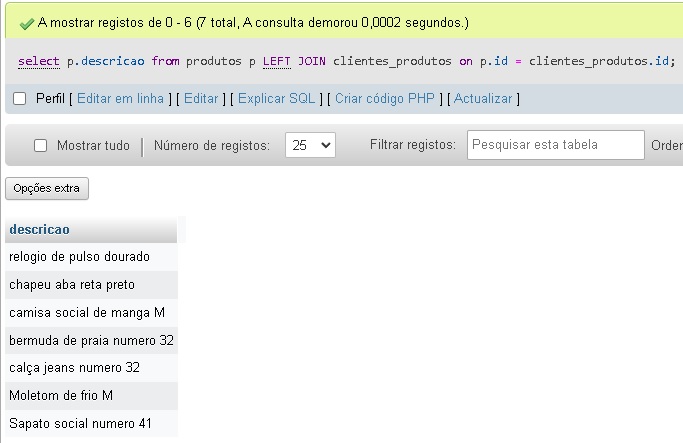 A mostrar registos de 0 - 6 (7 total, A consulta demorou 0,0002 segundos.)
select p.descricao from produtos p LEFT JOIN clientes_produtos on p.id = clientes_produtos.id;
Perfil [ Editar em linha ] [ Editar ] [ Explicar SQL ] [ Criar código PHP ] [ Actualizar ]
Mostrar tudo | Número de registos: 25 Filtrar registos: Pesquisar esta tabela Order
Opções extra
descricao
relogio de pulso dourado
chapeu aba reta preto
camisa social de manga M
bermuda de praia numero 32
calça jeans numero 32
Moletom de frio M
Sapato social numero 41